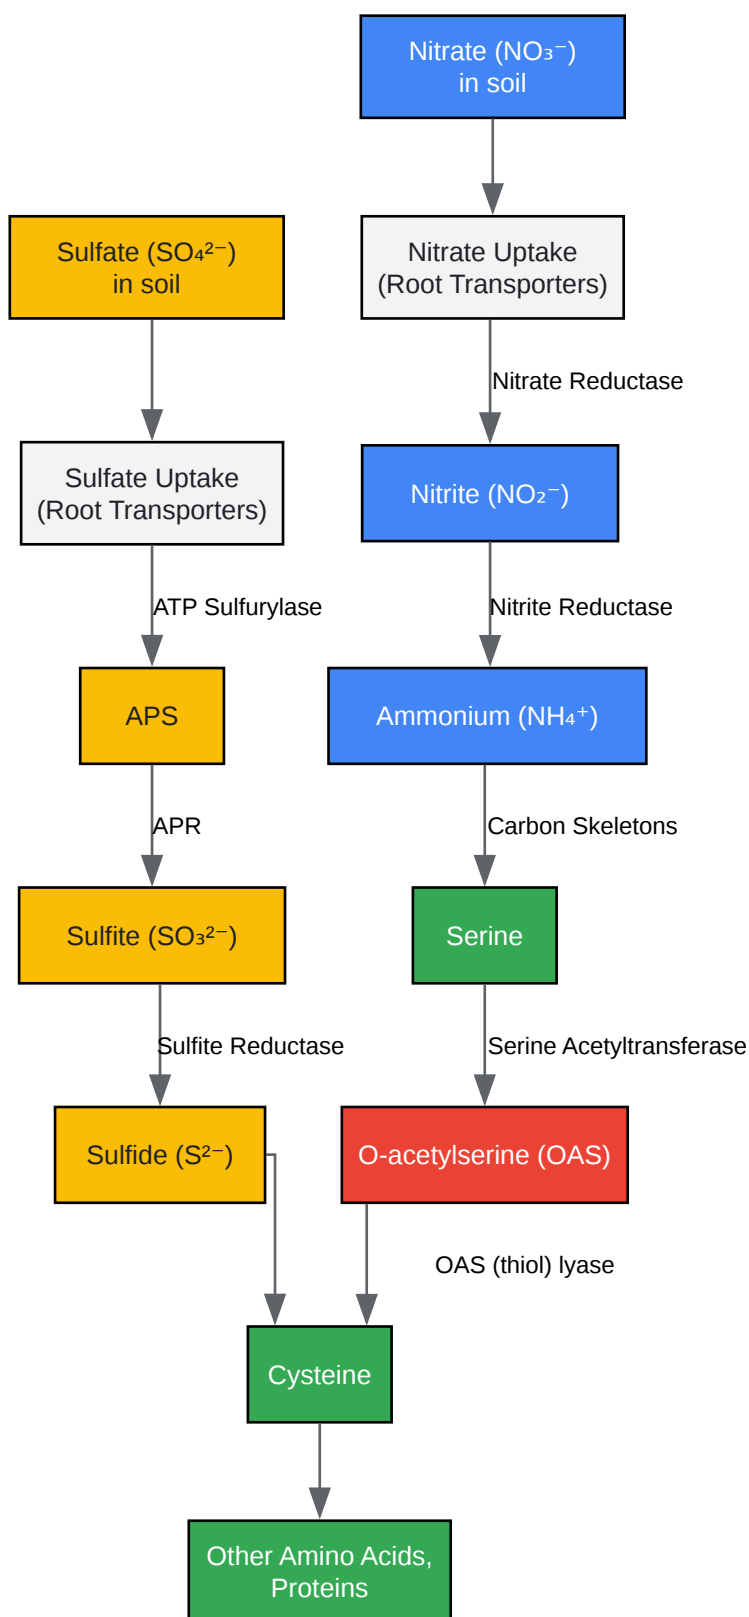 Nitrate (NO₃⁻)
in soil
Sulfate (SO₄²⁻)
in soil
Nitrate Uptake
(Root Transporters)
Nitrate Reductase
Sulfate Uptake
(Root Transporters)
Nitrite (NO₂⁻)
ATP Sulfurylase
Nitrite Reductase
APS
Ammonium (NH₄⁺)
APR
Carbon Skeletons
Sulfite (SO₃²⁻)
Serine
Sulfite Reductase
Serine Acetyltransferase
Sulfide (S²⁻)
O-acetylserine (OAS)
OAS (thiol) lyase
Cysteine
Other Amino Acids,
Proteins